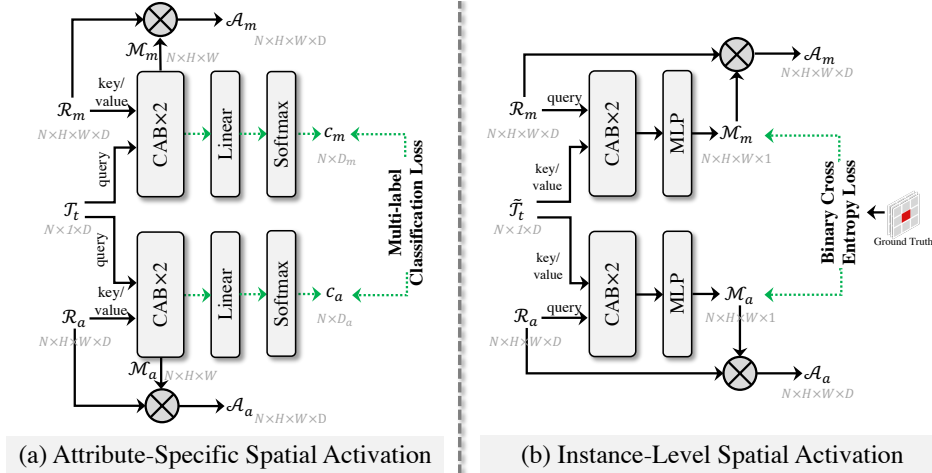 𝒜ₘ
N×H×W×D
ℳₘ
N×H×W
key/
value
ℛₘ
N×H×W×D
CAB×2
Linear
Softmax
cₘ
N×Dₘ
query
𝒯ₜ
N×1×D
query
Multi-label
Classification Loss
key/
value
ℛₐ
N×H×W×D
CAB×2
Linear
Softmax
cₐ
N×Dₐ
ℳₐ
N×H×W
𝒜ₐ
N×H×W×D
(a) Attribute-Specific Spatial Activation
𝒜ₘ
N×H×W×D
ℛₘ
query
N×H×W×D
CAB×2
MLP
ℳₘ
N×H×W×1
key/
value
𝒯̃ₜ
N×1×D
key/
value
Binary Cross
Entropy Loss
Ground Truth
ℛₐ
query
N×H×W×D
CAB×2
MLP
ℳₐ
N×H×W×1
𝒜ₐ
N×H×W×D
(b) Instance-Level Spatial Activation